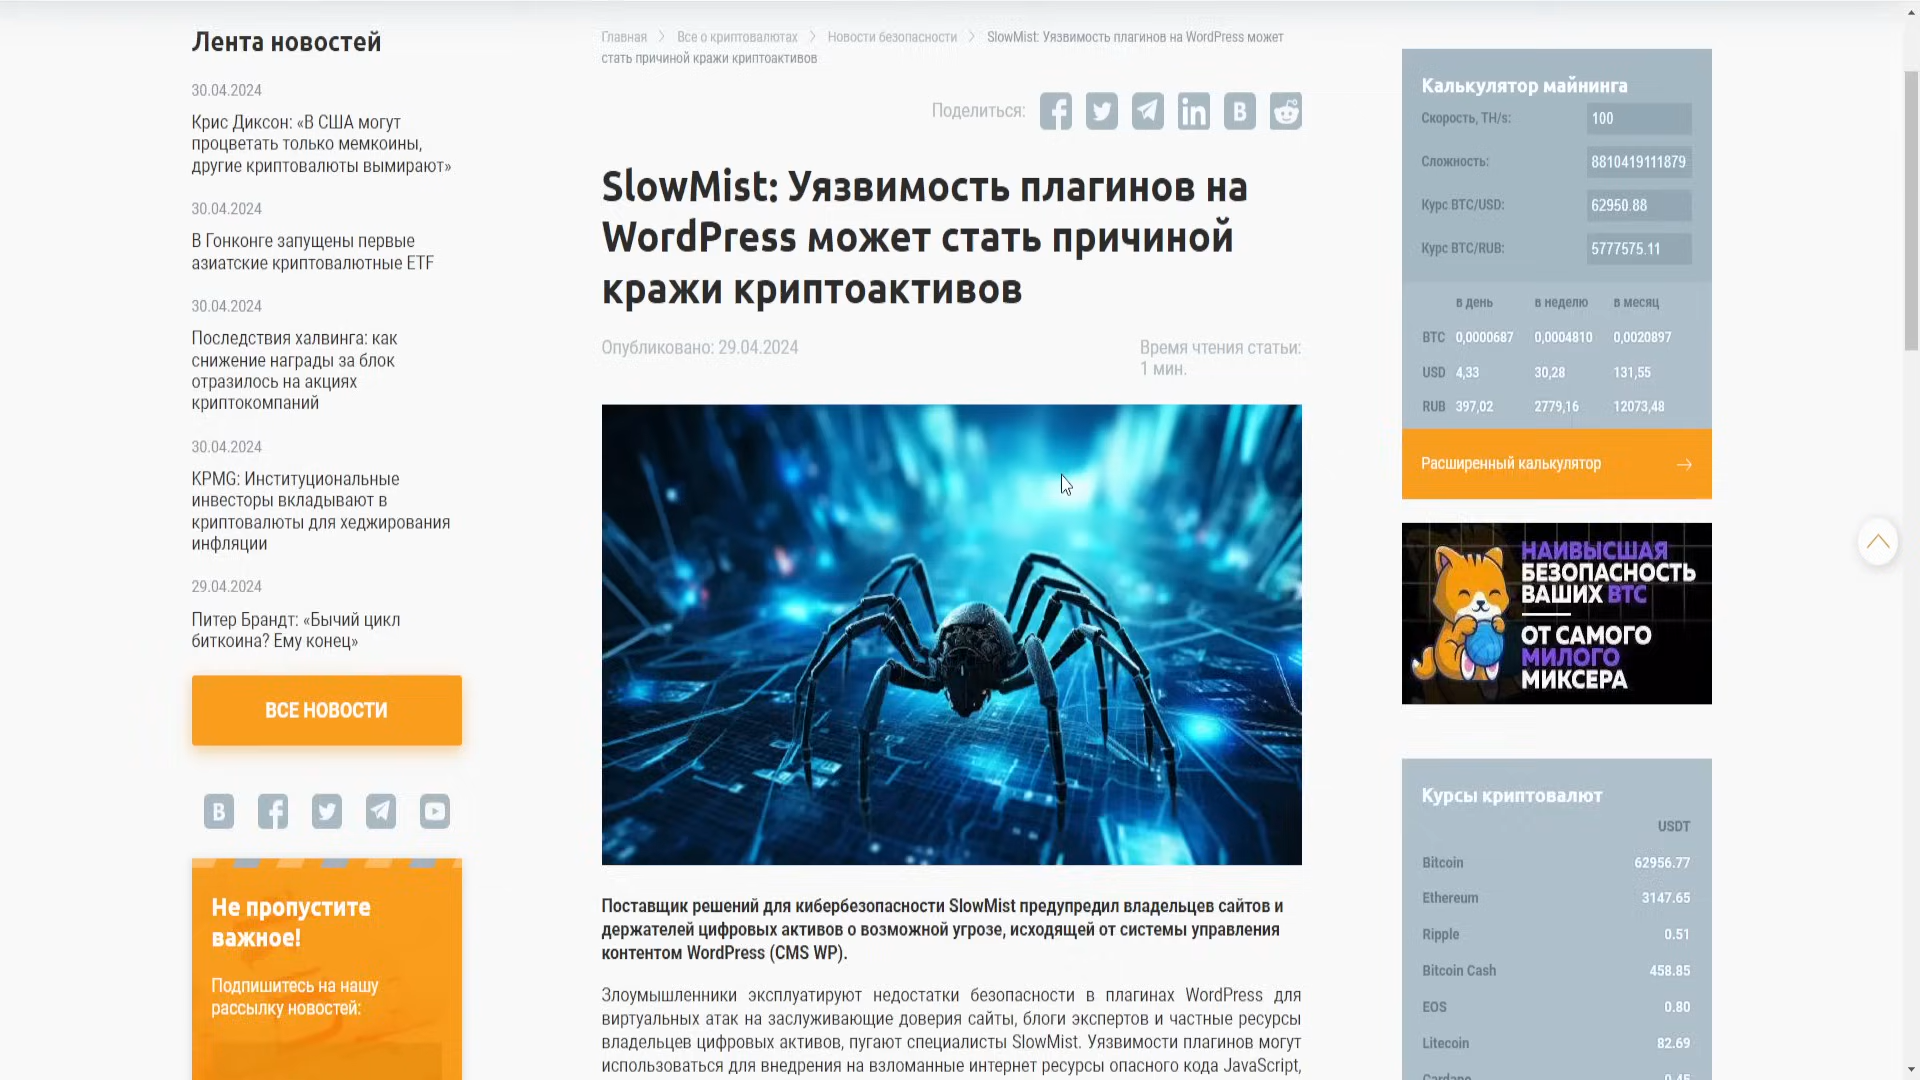 Лента новостей
30.04.2024
Крис Диксон: «В США могут
процветать только мемкоины,
другие криптовалюты вымирают»
30.04.2024
В Гонконге запущены первые
азиатские криптовалютные ETF
30.04.2024
Последствия халвинга: как
снижение награды за блок
отразилось на акциях
криптокомпаний
30.04.2024
KPMG: Институциональные
инвесторы вкладывают в
криптовалюты для хеджирования
инфляции
29.04.2024
Питер Брандт: «Бычий цикл
биткоина? Ему конец»
ВСЕ НОВОСТИ
Не пропустите
важное!
Подпишитесь на нашу
рассылку новостей:
Главная > Все о криптовалютах > Новости безопасности > SlowMist: Уязвимость плагинов на WordPress может
стать причиной кражи криптоактивов
Поделиться:
SlowMist: Уязвимость плагинов на
WordPress может стать причиной
кражи криптоактивов
Опубликовано: 29.04.2024
Время чтения статьи:
1 мин.
Поставщик решений для кибербезопасности SlowMist предупредил владельцев сайтов и
держателей цифровых активов о возможной угрозе, исходящей от системы управления
контентом WordPress (CMS WP).
Злоумышленники эксплуатируют недостатки безопасности в плагинах WordPress для
виртуальных атак на заслуживающие доверия сайты, блоги экспертов и частные ресурсы
владельцев цифровых активов, пугают специалисты SlowMist. Уязвимости плагинов могут
использоваться для внедрения на взломанные интернет ресурсы опасного кода JavaScript,
Калькулятор майнинга
Скорость, TH/s: 100
Сложность: 8810419111879
Курс BTC/USD: 62950.88
Курс BTC/RUB: 5777575.11
в день в неделю в месяц
BTC 0,0000687 0,0004810 0,0020897
USD 4,33 30,28 131,55
RUB 397,02 2779,16 12073,48
Расширенный калькулятор →
НАИВЫСШАЯ
БЕЗОПАСНОСТЬ
ВАШИХ BTC
ОТ САМОГО
МИЛОГО
МИКСЕРА
Курсы криптовалют
USDT
Bitcoin 62956.77
Ethereum 3147.65
Ripple 0.51
Bitcoin Cash 458.85
EOS 0.80
Litecoin 82.69
Cardano 0.45